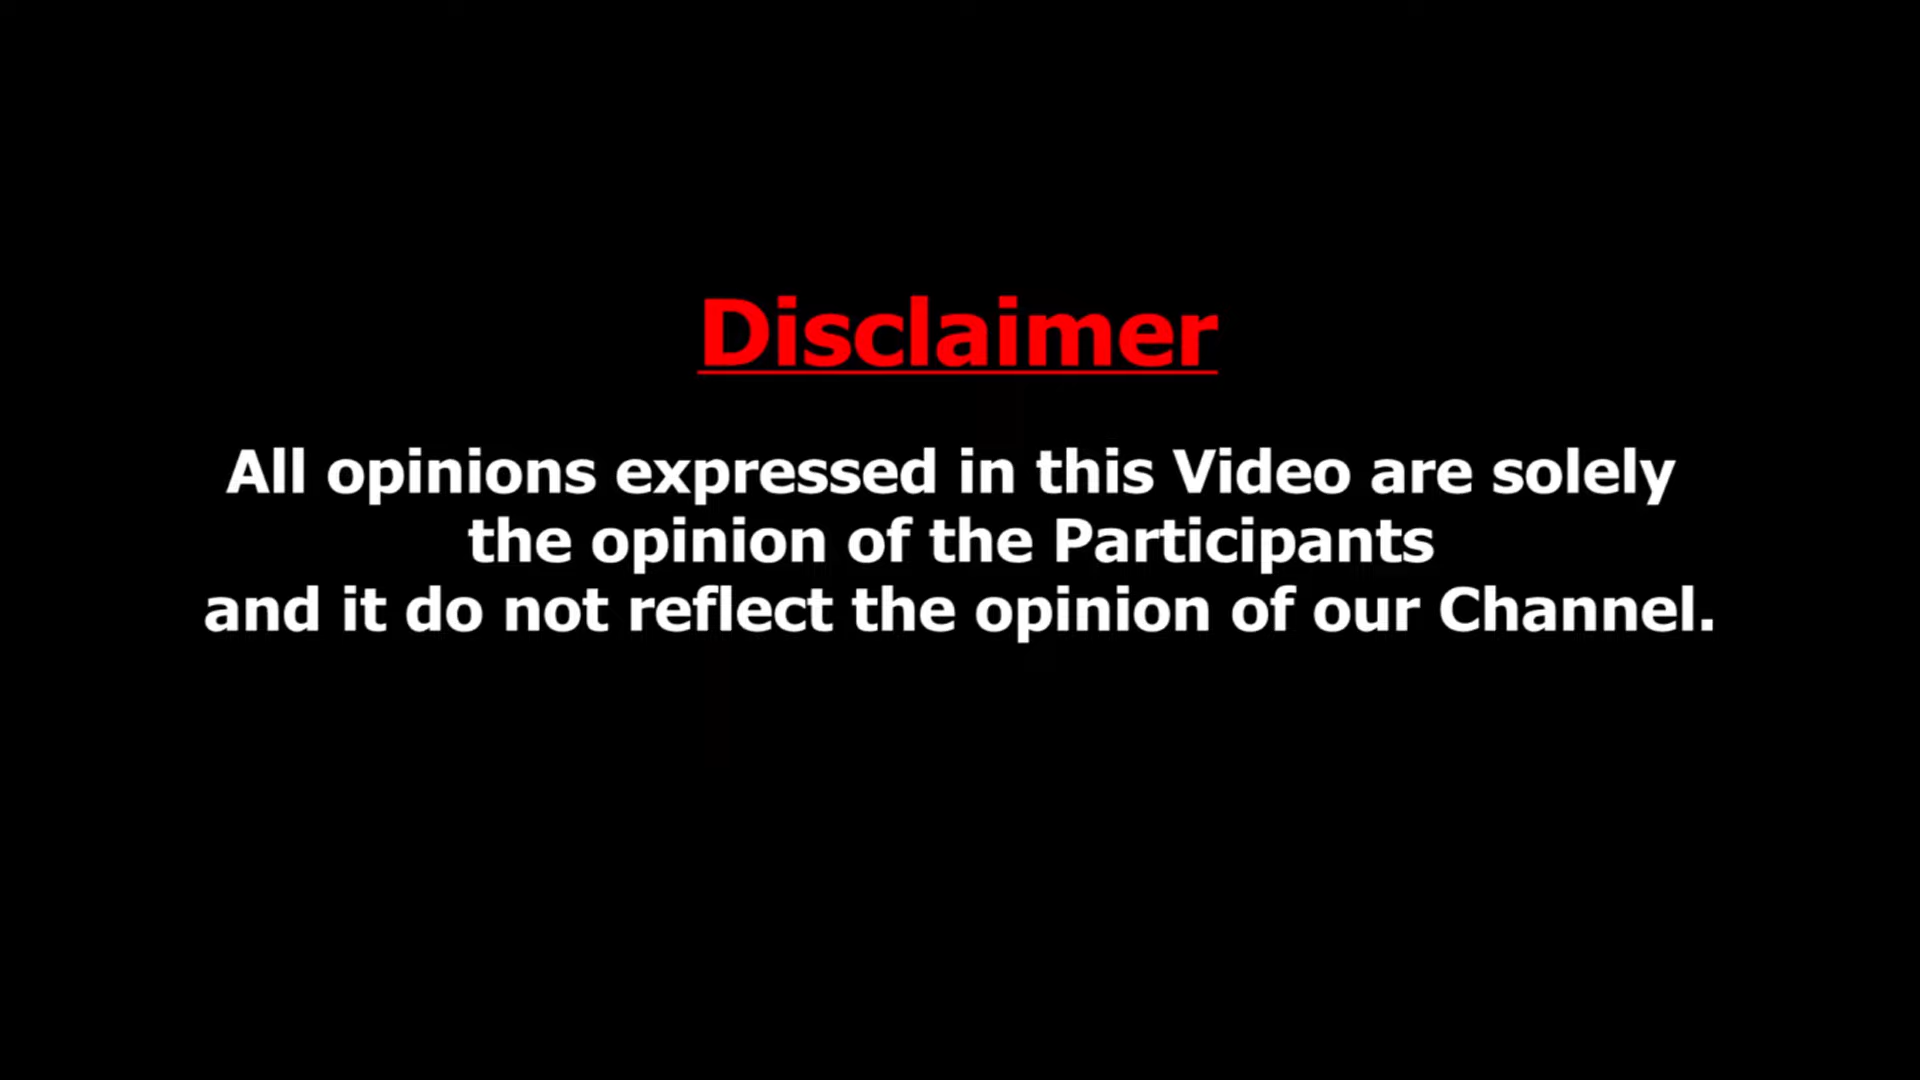 Disclaimer
All opinions expressed in this Video are solely
the opinion of the Participants
and it do not reflect the opinion of our Channel.